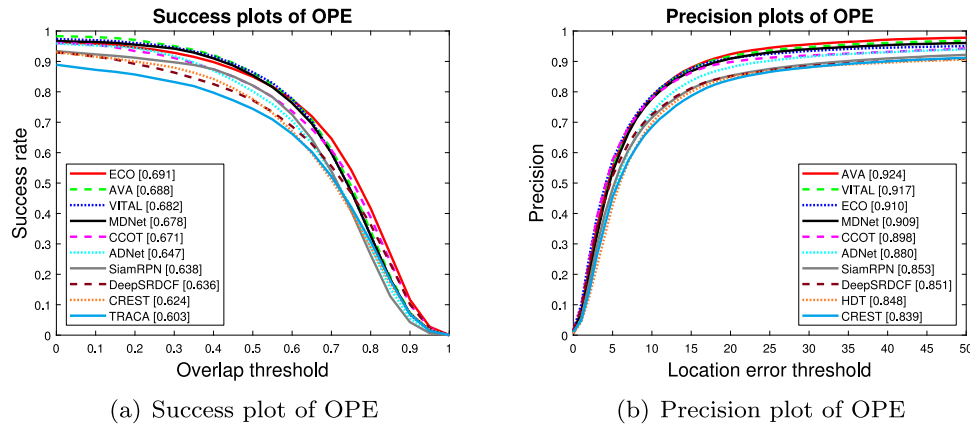 Success plots of OPE
1
0.9
0.8
0.7
0.6
0.5
0.4
0.3
0.2
0.1
0
Success rate
ECO [0.691]
AVA [0.688]
VITAL [0.682]
MDNet [0.678]
CCOT [0.671]
ADNet [0.647]
SiamRPN [0.638]
DeepSRDCF [0.636]
CREST [0.624]
TRACA [0.603]
0 0.1 0.2 0.3 0.4 0.5 0.6 0.7 0.8 0.9 1
Overlap threshold
(a) Success plot of OPE
Precision plots of OPE
1
0.9
0.8
0.7
0.6
0.5
0.4
0.3
0.2
0.1
0
Precision
AVA [0.924]
VITAL [0.917]
ECO [0.910]
MDNet [0.909]
CCOT [0.898]
ADNet [0.880]
SiamRPN [0.853]
DeepSRDCF [0.851]
HDT [0.848]
CREST [0.839]
0 5 10 15 20 25 30 35 40 45 50
Location error threshold
(b) Precision plot of OPE